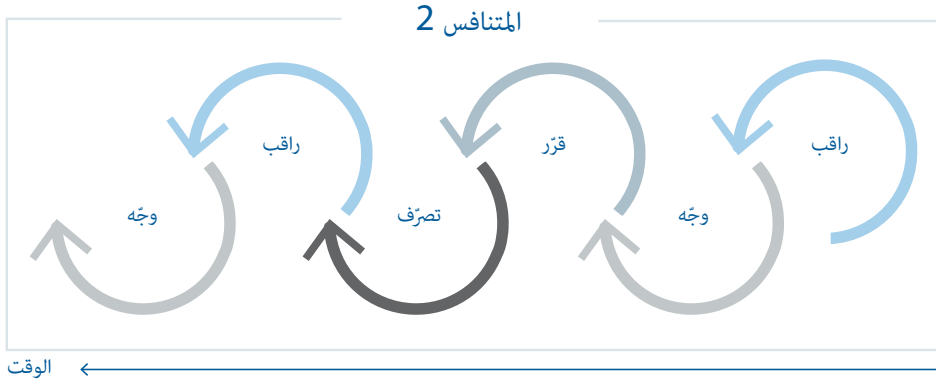 المتنافس 2
راقب
وجّه
قرّر
تصرّف
راقب
وجّه
الوقت